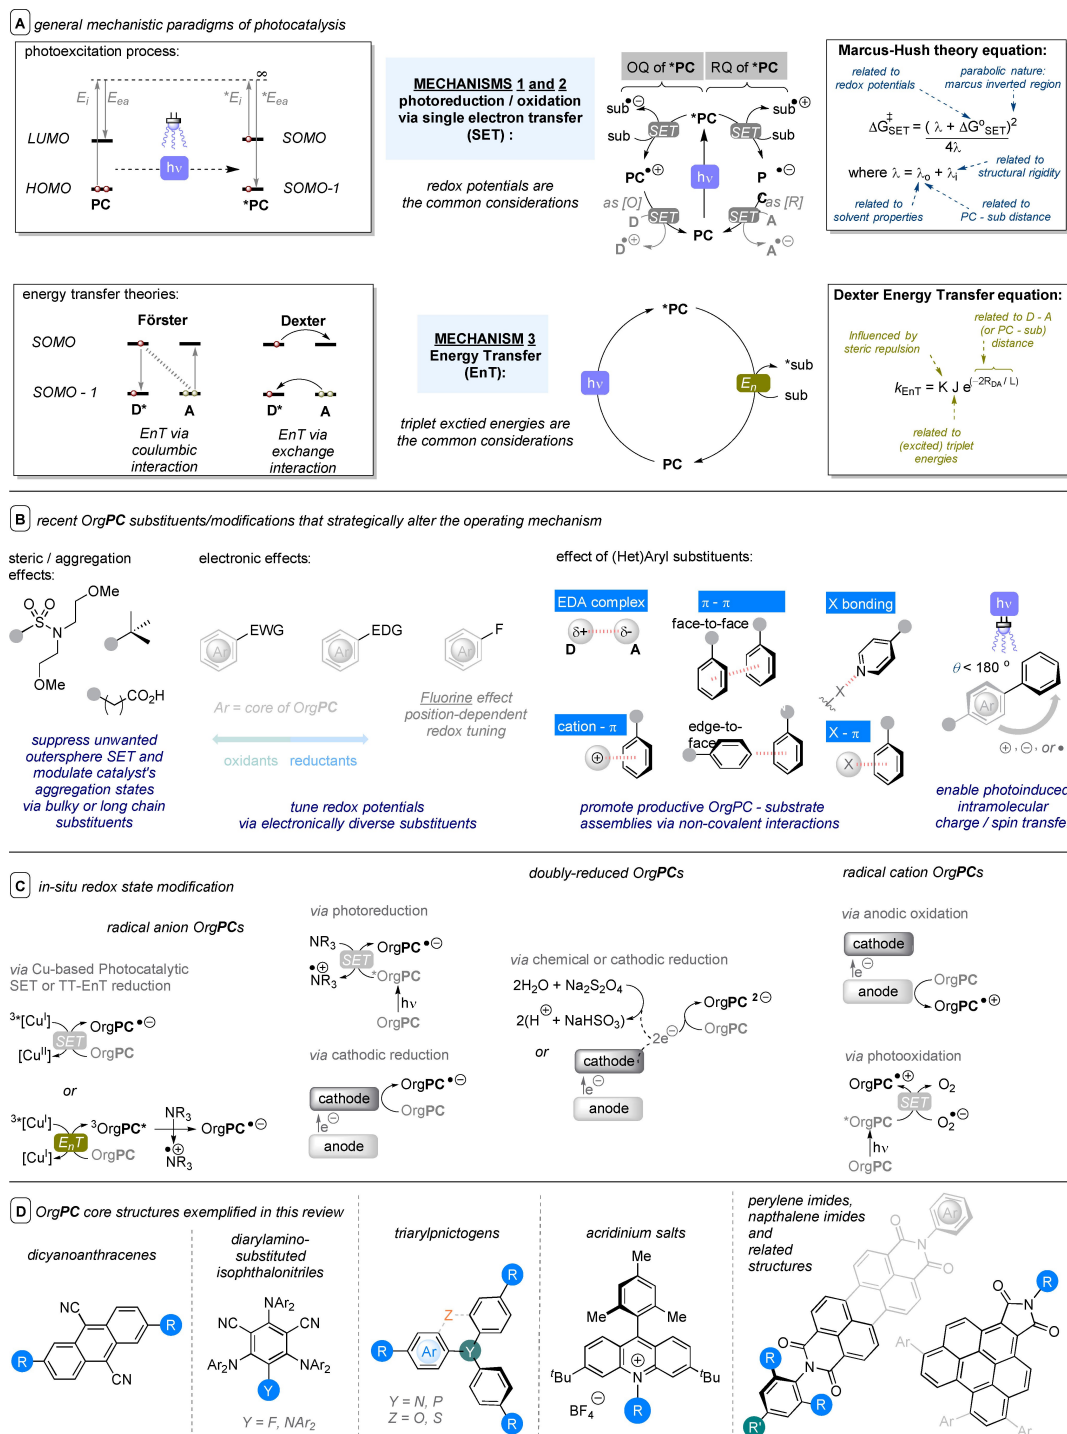 A general mechanistic paradigms of photocatalysis
photoexcitation process:
∞
E_i
E_ea
*E_i
*E_ea
LUMO
SOMO
hν
HOMO
SOMO-1
PC
*PC
MECHANISMS 1 and 2
photoreduction / oxidation
via single electron transfer
(SET) :
redox potentials are
the common considerations
OQ of *PC
RQ of *PC
sub•⊖
sub•⊕
sub
SET
*PC
SET
sub
PC•⊕
hν
P •⊖
C
as [O]
as [R]
D
SET
SET
A
D•⊕
PC
A•⊖
Marcus-Hush theory equation:
related to
redox potentials
parabolic nature:
marcus inverted region
ΔG‡SET = ( λ + ΔG°SET)²
4λ
where λ = λo + λi
related to
structural rigidity
related to
solvent properties
related to
PC - sub distance
energy transfer theories:
Förster
Dexter
SOMO
SOMO - 1
D*
A
D*
A
EnT via
coulumbic
interaction
EnT via
exchange
interaction
MECHANISM 3
Energy Transfer
(EnT):
triplet exctied energies are
the common considerations
*PC
hν
En
*sub
sub
PC
Dexter Energy Transfer equation:
related to D - A
(or PC - sub)
distance
Influenced by
steric repulsion
kEnT = K J e(−2RDA / L)
related to
(excited) triplet
energies
B recent OrgPC substituents/modifications that strategically alter the operating mechanism
steric / aggregation
effects:
OMe
O O
S
N
OMe
CO₂H
suppress unwanted
outersphere SET and
modulate catalyst's
aggregation states
via bulky or long chain
substituents
electronic effects:
EWG
Ar
EDG
Ar
F
Ar
Ar = core of OrgPC
Fluorine effect
position-dependent
redox tuning
oxidants
reductants
tune redox potentials
via electronically diverse substituents
effect of (Het)Aryl substituents:
EDA complex
δ+
δ-
D
A
π - π
face-to-face
X bonding
N
X
cation - π
⊕
edge-to-
face
X - π
X
promote productive OrgPC - substrate
assemblies via non-covalent interactions
hν
θ < 180 °
Ar
⊕, ⊖, or •
enable photoinduced
intramolecular
charge / spin transfer
C in-situ redox state modification
radical anion OrgPCs
via Cu-based Photocatalytic
SET or TT-EnT reduction
³*[Cuᴵ]
OrgPC•⊖
SET
[Cuᴵᴵ]
OrgPC
or
³*[Cuᴵ]
³OrgPC*
NR₃
OrgPC•⊖
EnT
[Cuᴵ]
OrgPC
•⊕
NR₃
via photoreduction
NR₃
OrgPC•⊖
SET
•⊕
NR₃
*OrgPC
hν
OrgPC
via cathodic reduction
OrgPC•⊖
cathode
OrgPC
e⊖
anode
doubly-reduced OrgPCs
via chemical or cathodic reduction
2H₂O + Na₂S₂O₄
OrgPC 2⊖
2(H⊕ + NaHSO₃)
2e⊖
OrgPC
or
cathode
e⊖
anode
radical cation OrgPCs
via anodic oxidation
cathode
e⊖
OrgPC
anode
OrgPC•⊕
via photooxidation
OrgPC•⊕
O₂
SET
*OrgPC
O₂•⊖
hν
OrgPC
D OrgPC core structures exemplified in this review
dicyanoanthracenes
CN
R
R
CN
diarylamino-
substituted
isophthalonitriles
NAr₂
NC
CN
Ar₂N
NAr₂
Y
Y = F, NAr₂
triarylpnictogens
R
Z
R
Ar
Y
Y = N, P
Z = O, S
R
acridinium salts
Me
Me
Me
⊕
ᵗBu
N
ᵗBu
⊖
BF₄
R
perylene imides,
napthalene imides
and
related
structures
O
Ar
N
O
O
R
N
O
R
R'
R
O
N
O
Ar
Ar
Ar